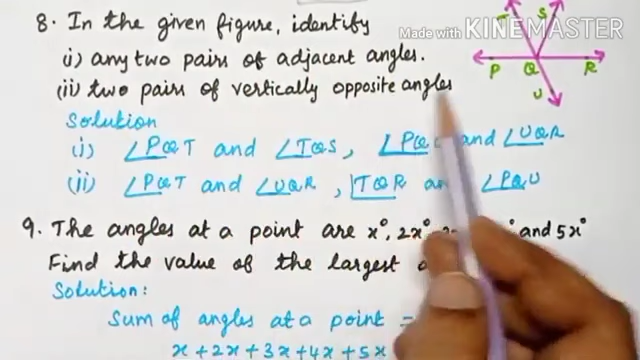 8. In the given figure, identify
(i) any two pairs of adjacent angles.
(ii) two pairs of vertically opposite angles
Made with KINEMASTER
T S
P Q R
U
Solution
(i) ∠PQT and ∠TQS, ∠PQ and ∠UQR
(ii) ∠PQT and ∠UQR, ∠TQR and ∠PQU
9. The angles at a point are x°, 2x°, and 5x°
Find the value of the largest
Solution:
Sum of angles at a point =
x + 2x + 3x + 4x + 5x